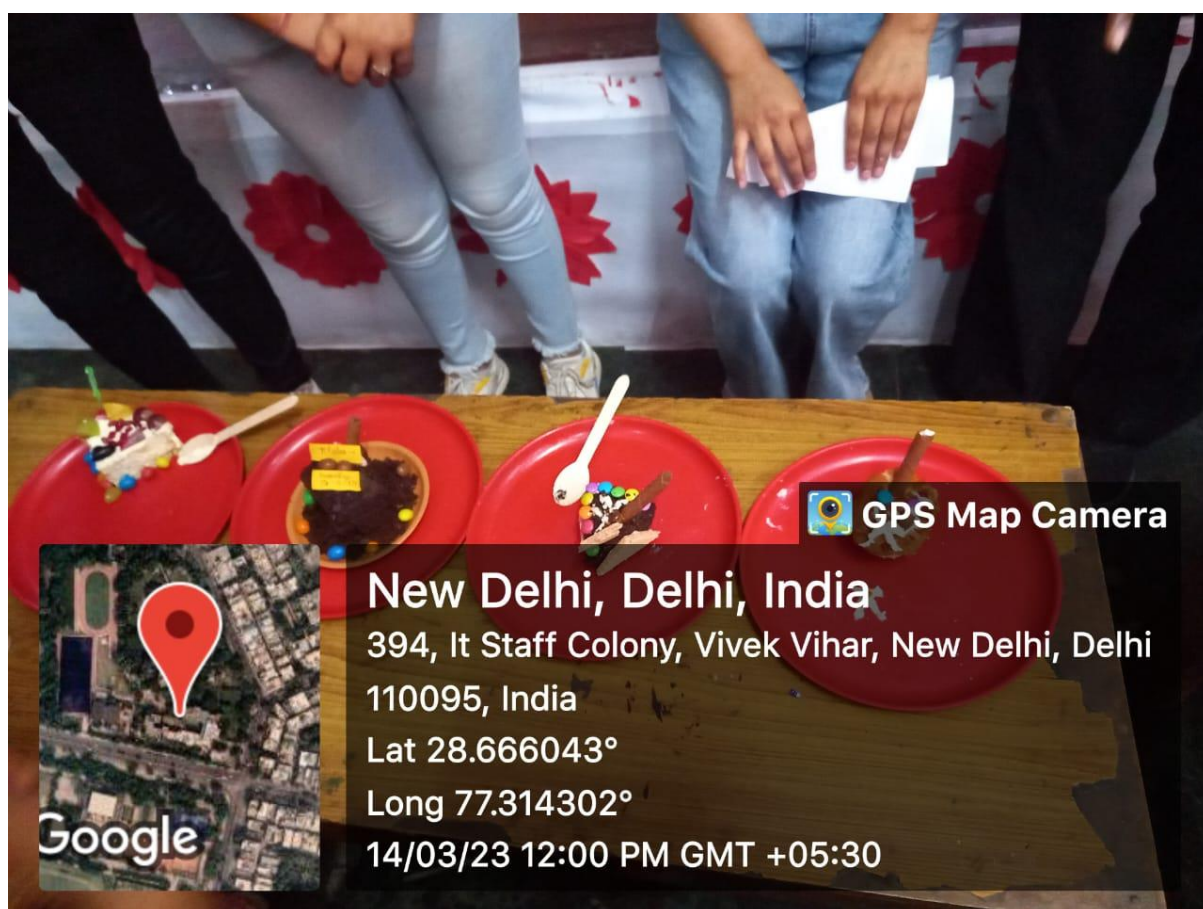 GPS Map Camera
New Delhi, Delhi, India
394, It Staff Colony, Vivek Vihar, New Delhi, Delhi
110095, India
Lat 28.666043°
Long 77.314302°
14/03/23 12:00 PM GMT +05:30
Google